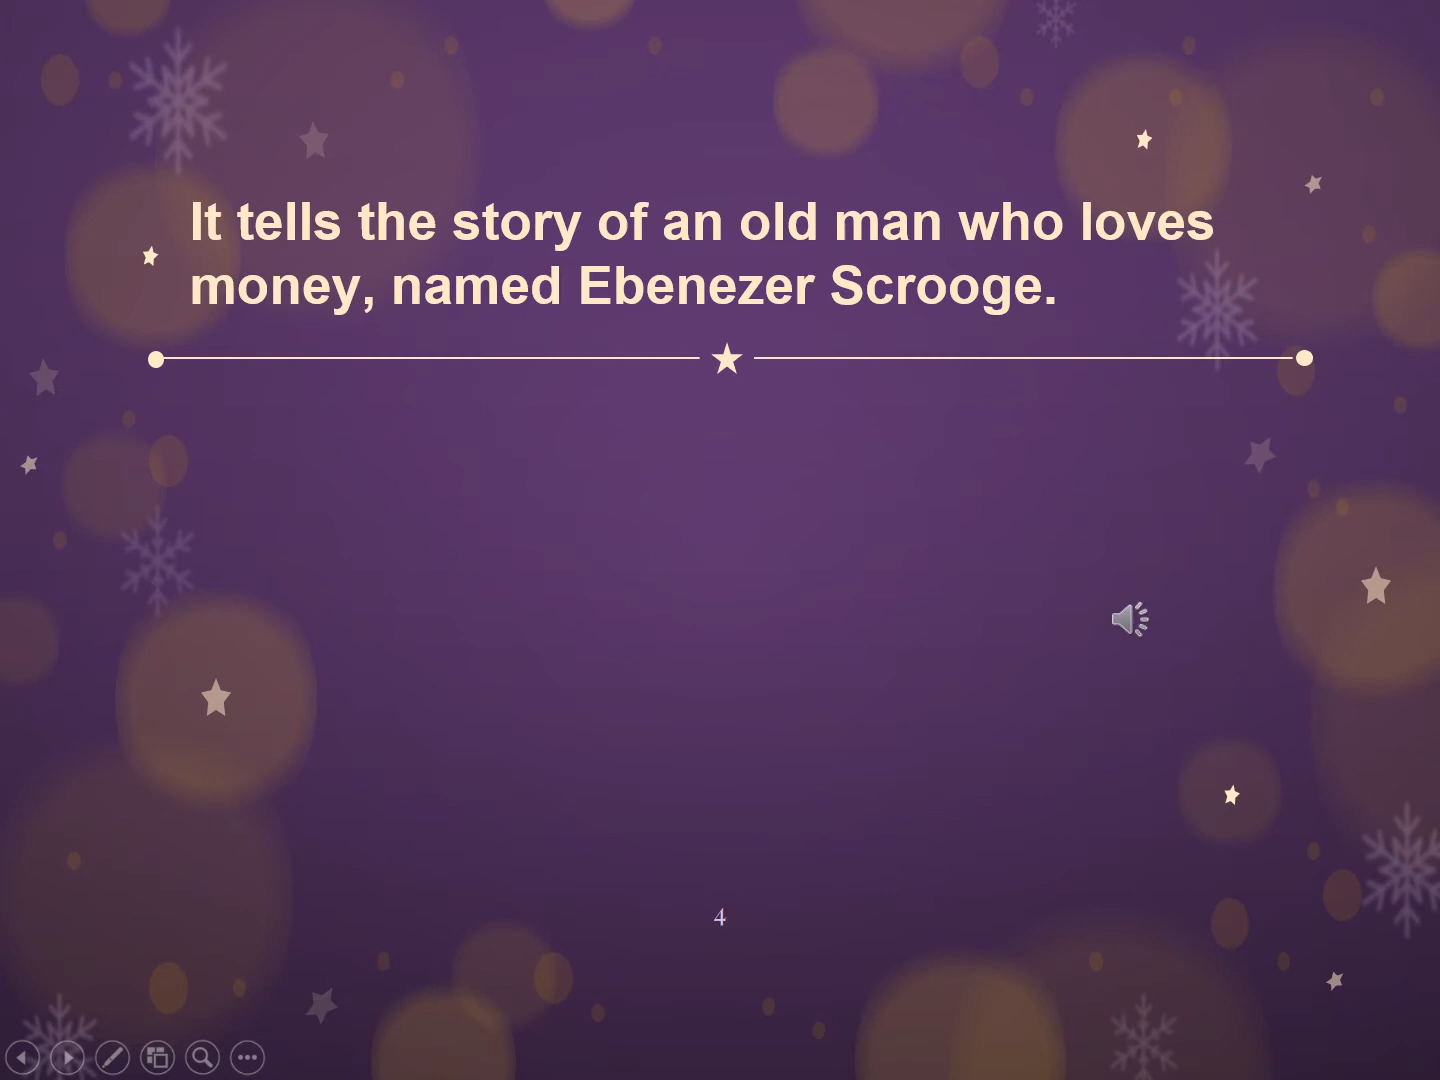 It tells the story of an old man who loves
money, named Ebenezer Scrooge.
4